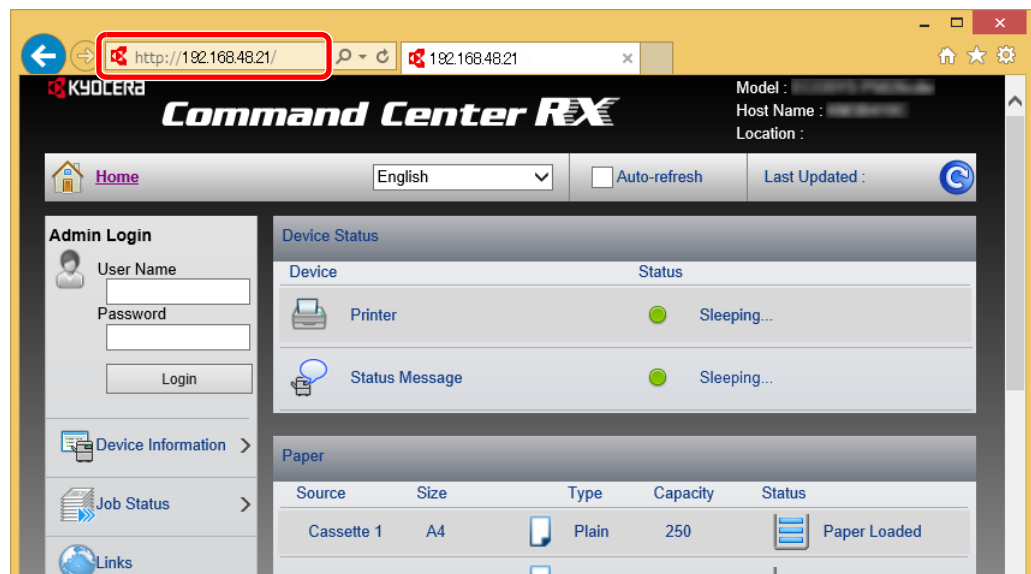 http://192.168.48.21/
192.168.48.21
KYOCERA
Command Center RX
Model :
Host Name :
Location :
Home
English
Auto-refresh
Last Updated :
Admin Login
User Name
Password
Login
Device Information
Job Status
Links
Device Status
Device Status
Printer Sleeping...
Status Message Sleeping...
Paper
Source Size Type Capacity Status
Cassette 1 A4 Plain 250 Paper Loaded